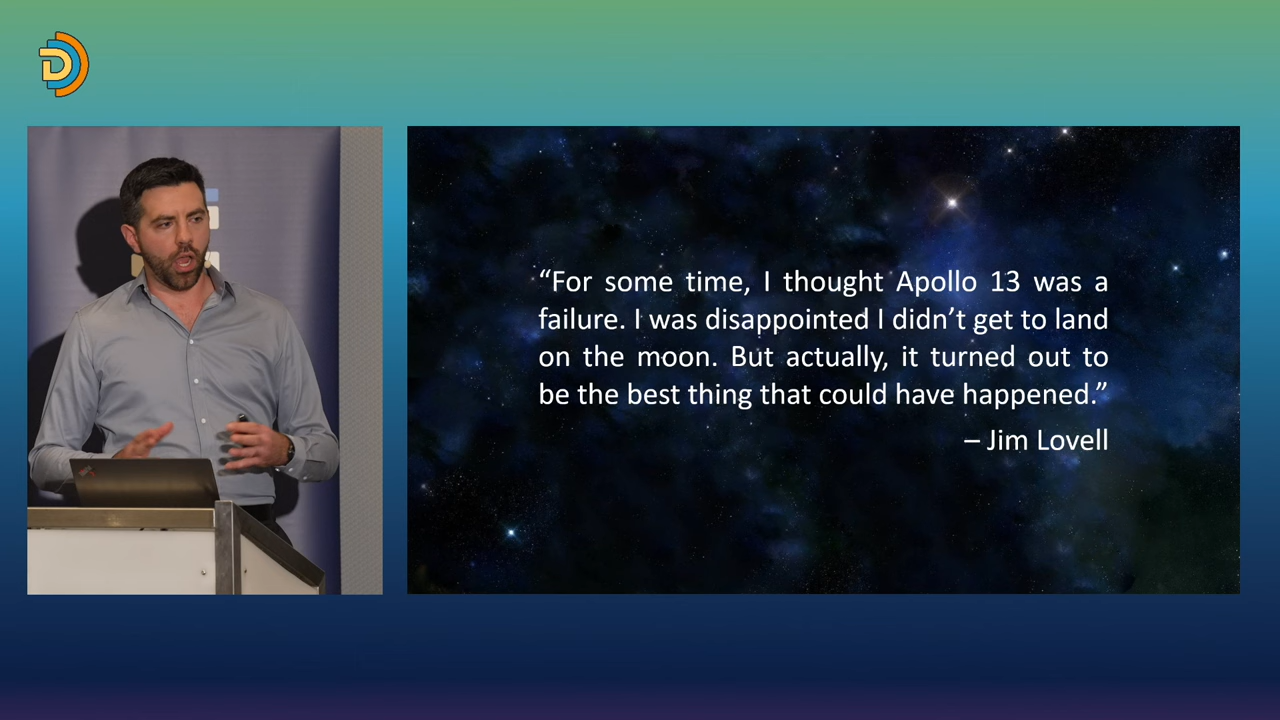 D
“For some time, I thought Apollo 13 was a
failure. I was disappointed I didn’t get to land
on the moon. But actually, it turned out to
be the best thing that could have happened.”
– Jim Lovell